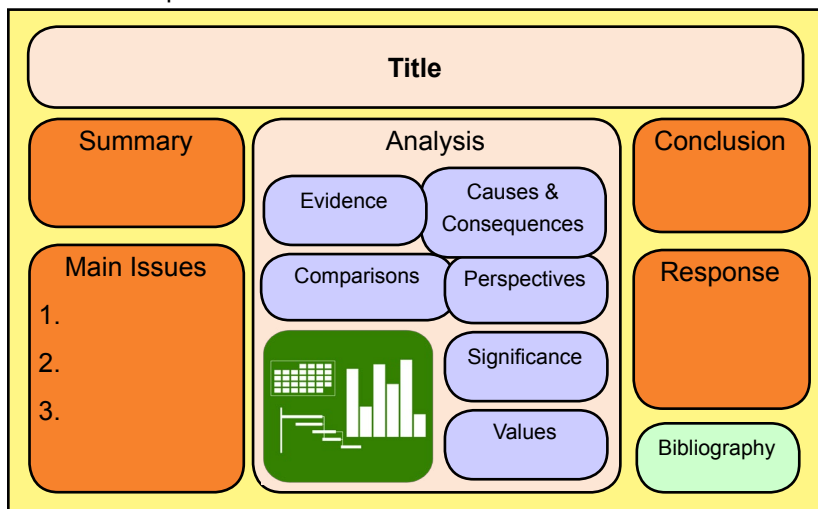 Title
Summary
Main Issues
1.
2.
3.
Analysis
Evidence
Causes &
Consequences
Comparisons
Perspectives
Significance
Values
Conclusion
Response
Bibliography